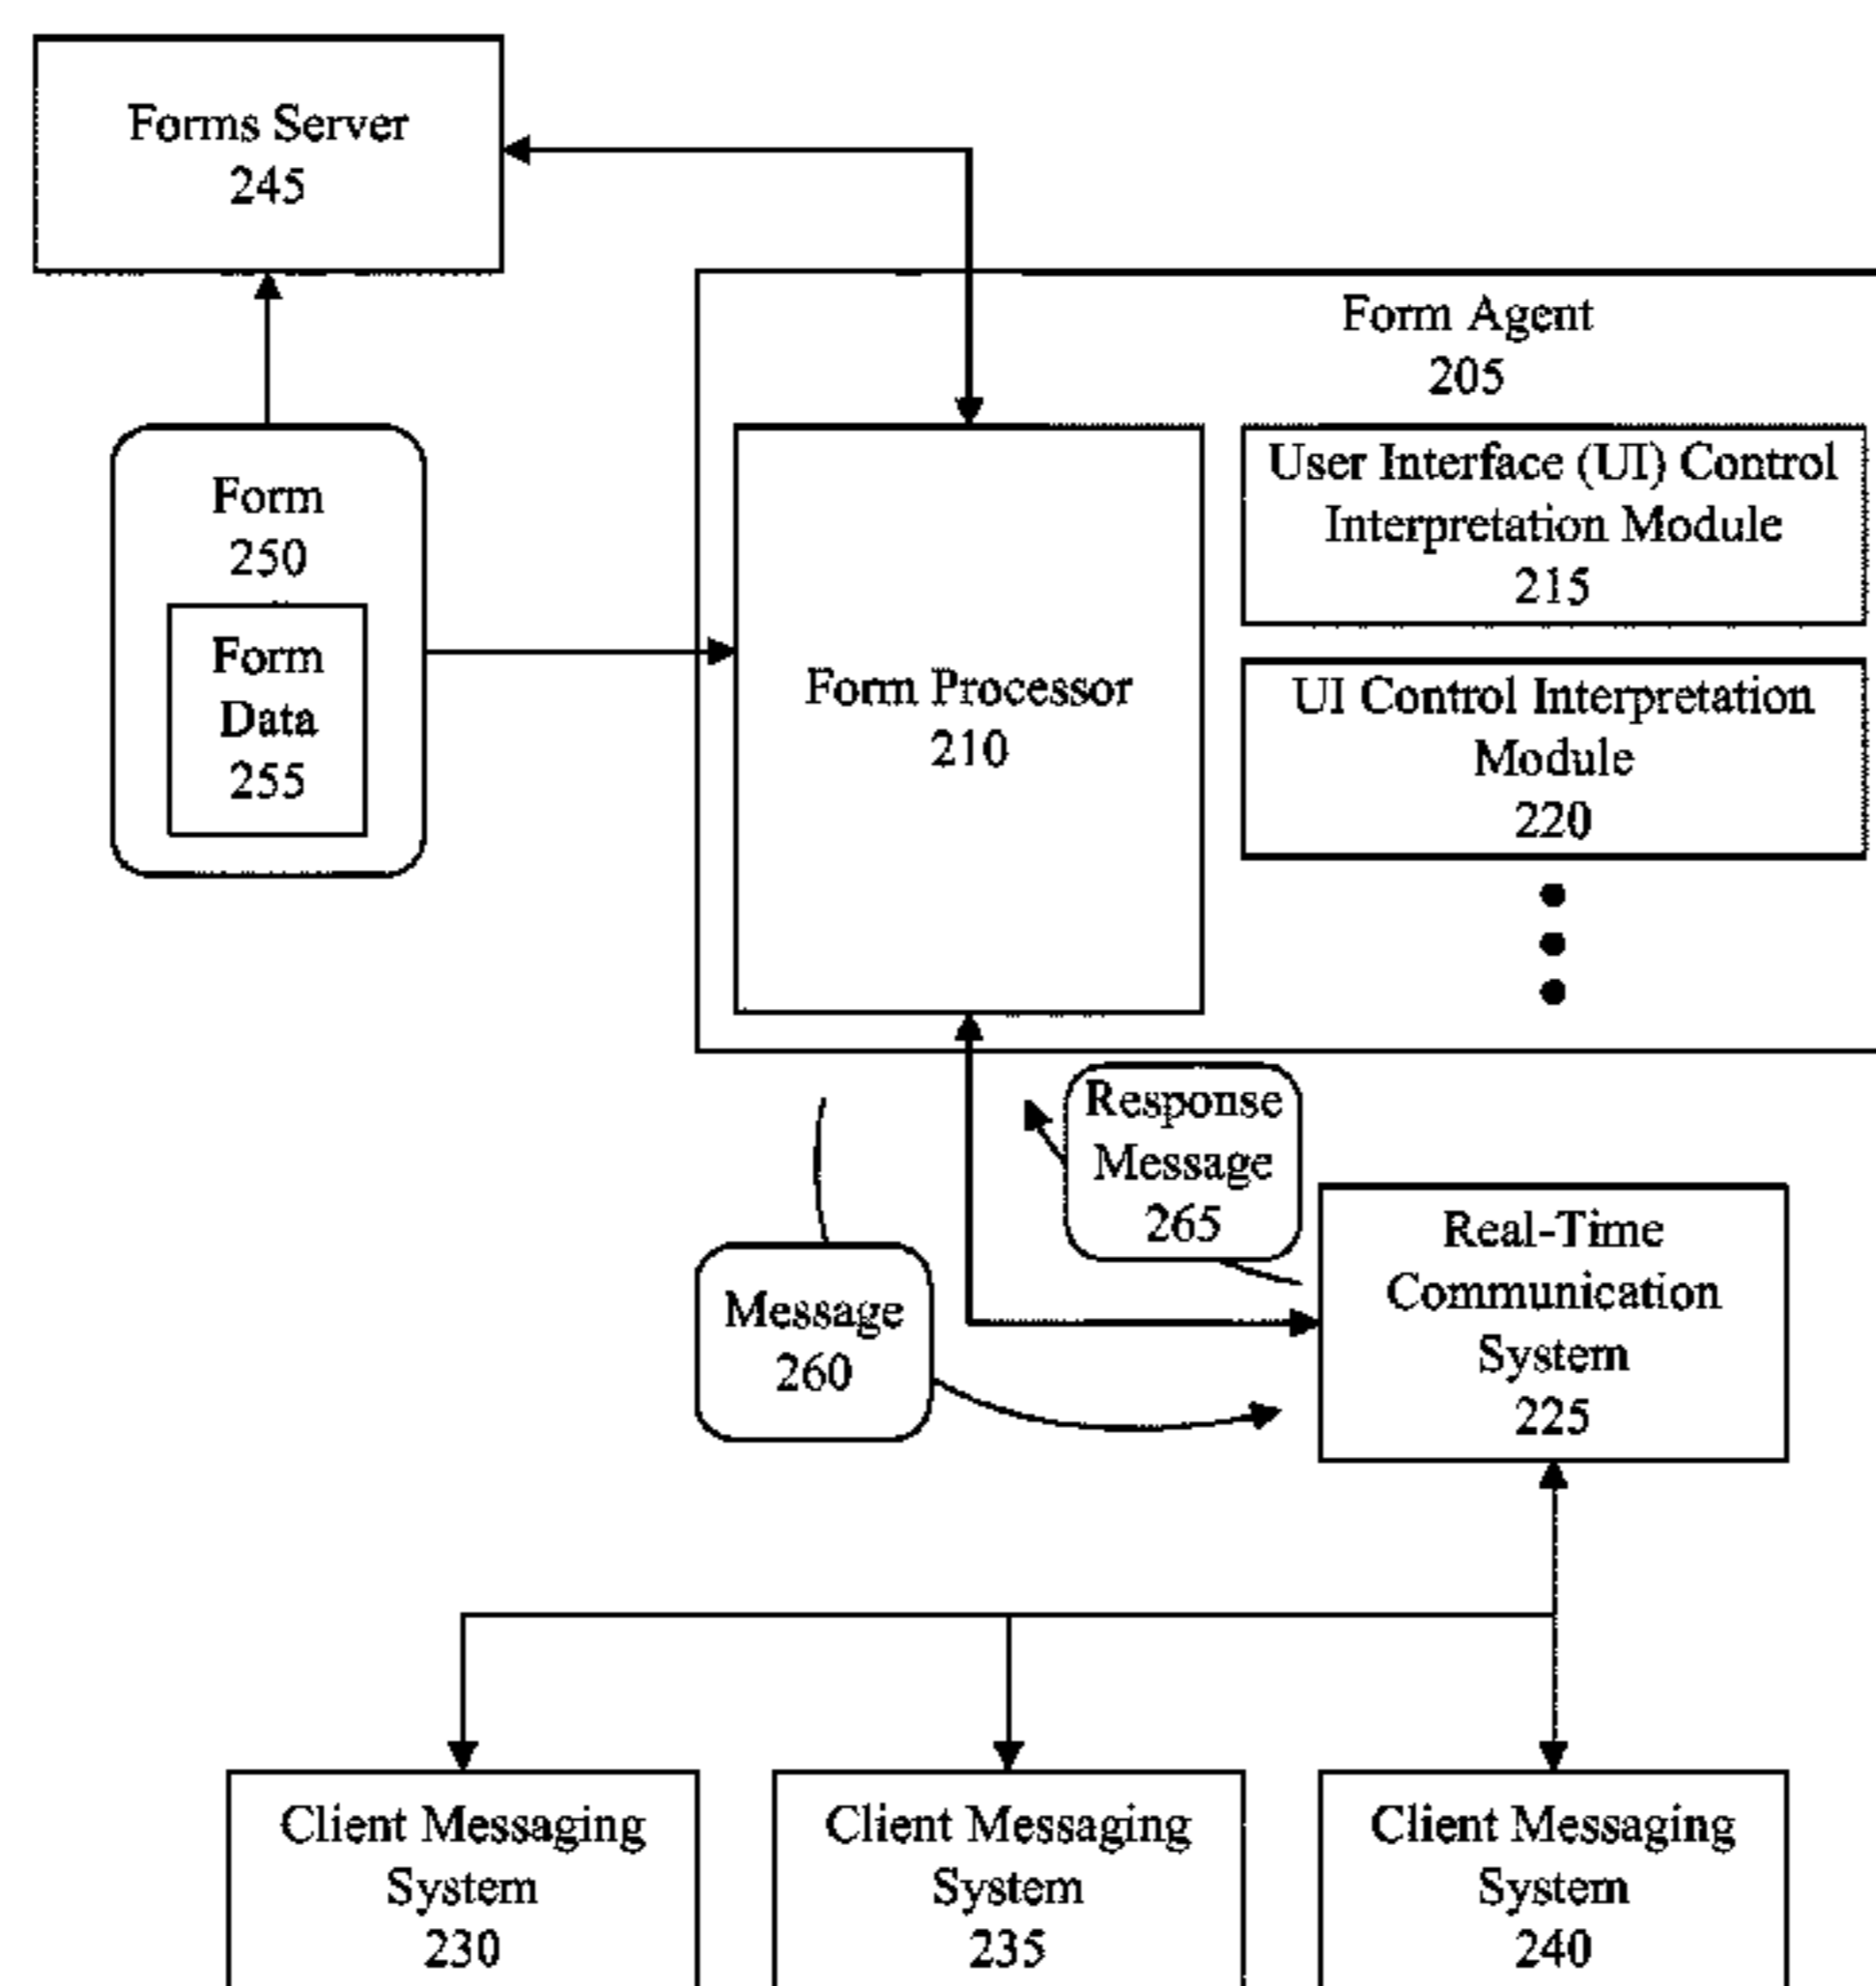 Forms Server
245
Form Agent
205
Form
250
Form
Data
255
Form Processor
210
User Interface (UI) Control
Interpretation Module
215
UI Control Interpretation
Module
220
Response
Message
265
Message
260
Real-Time
Communication
System
225
Client Messaging
System
230
Client Messaging
System
235
Client Messaging
System
240